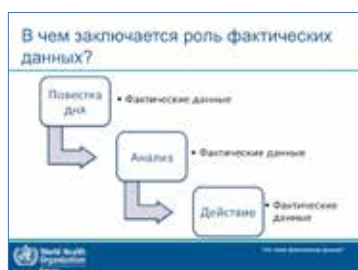 В чем заключается роль фактических
данных?
Повестка
дня
• Фактические данные
Анализ
• Фактические данные
Действие
• Фактические
данные
World Health
Organization